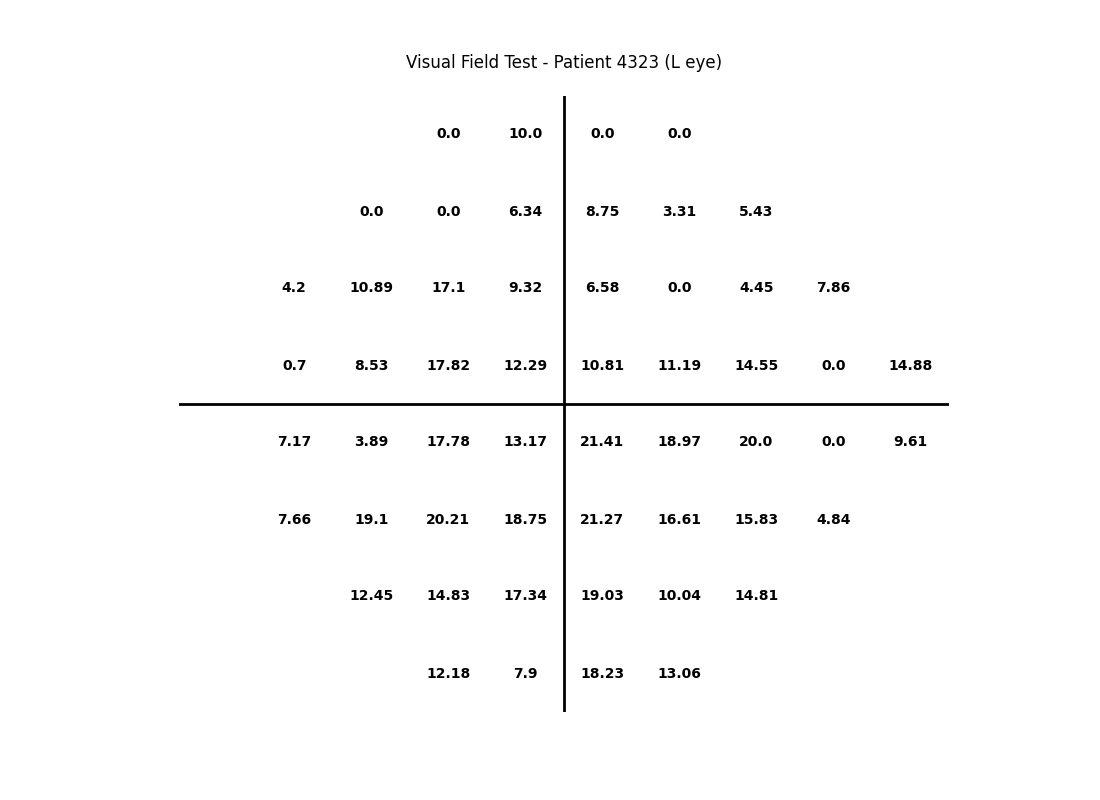 Visual Field Test - Patient 4323 (L eye)
0.0 10.0 0.0 0.0
0.0 0.0 6.34 8.75 3.31 5.43
4.2 10.89 17.1 9.32 6.58 0.0 4.45 7.86
0.7 8.53 17.82 12.29 10.81 11.19 14.55 0.0 14.88
7.17 3.89 17.78 13.17 21.41 18.97 20.0 0.0 9.61
7.66 19.1 20.21 18.75 21.27 16.61 15.83 4.84
12.45 14.83 17.34 19.03 10.04 14.81
12.18 7.9 18.23 13.06